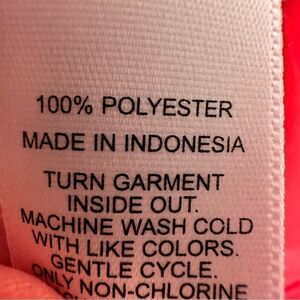 100% POLYESTER
MADE IN INDONESIA
TURN GARMENT
INSIDE OUT.
MACHINE WASH COLD
WITH LIKE COLORS.
GENTLE CYCLE.
ONLY NON-CHLORINE